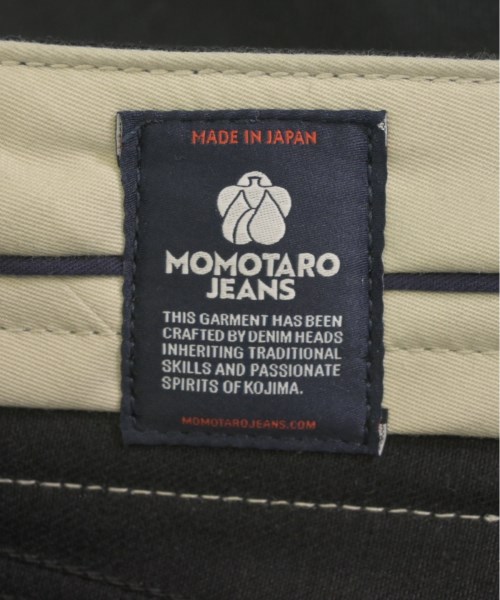 MADE IN JAPAN
MOMOTARO
JEANS
THIS GARMENT HAS BEEN
CRAFTED BY DENIM HEADS
INHERITING TRADITIONAL
SKILLS AND PASSIONATE
SPIRITS OF KOJIMA.
MOMOTAROJEANS.COM